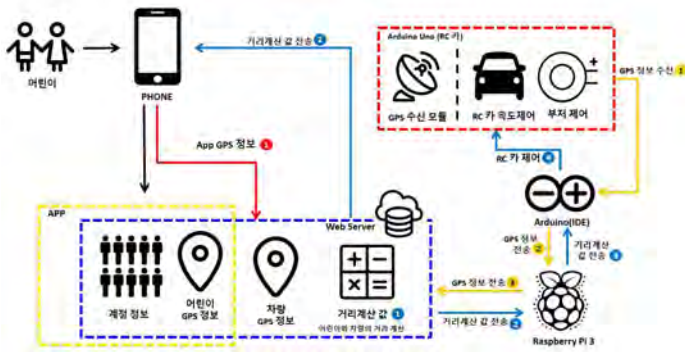 어린이
PHONE
거리계산 값 전송 2
App GPS 정보 1
Arduino Uno (RC 카)
GPS 수신 모듈
RC 카 속도제어
부저 제어
GPS 정보 수신 1
RC 카 제어 4
Arduino(IDE)
GPS 정보
전송 2
거리계산
값 전송 3
GPS 정보 전송 3
거리계산 값 전송 2
Raspberry Pi 3
APP
Web Server
계정 정보
어린이
GPS 정보
차량
GPS 정보
거리계산 값 1
어린이와 차량의 거리 계산